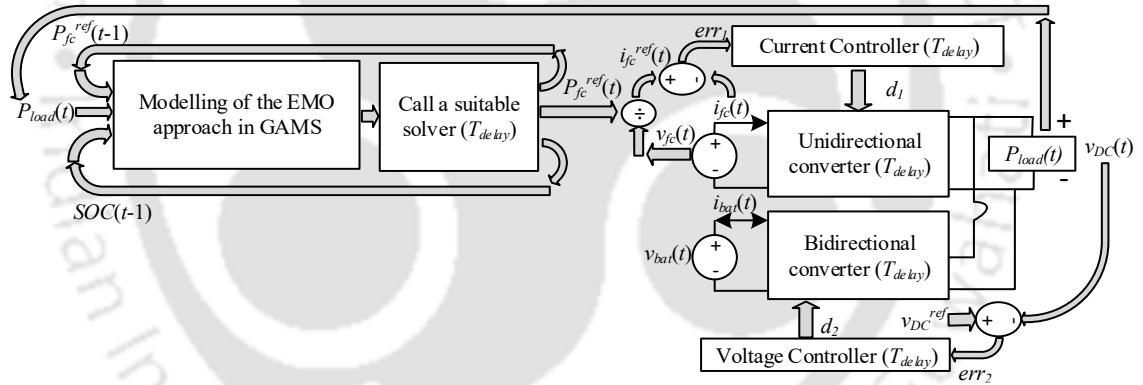 P_fc^ref(t-1)
P_load(t)
SOC(t-1)
Modelling of the EMO
approach in GAMS
Call a suitable
solver (T_delay)
P_fc^ref(t)
i_fc^ref(t)
÷
+ -
err_1
Current Controller (T_delay)
d_1
v_fc(t)
i_fc(t)
+
-
Unidirectional
converter (T_delay)
+
P_load(t)
-
v_DC(t)
i_bat(t)
v_bat(t)
+
-
Bidirectional
converter (T_delay)
d_2
v_DC^ref
+ -
Voltage Controller (T_delay)
err_2
Indian In